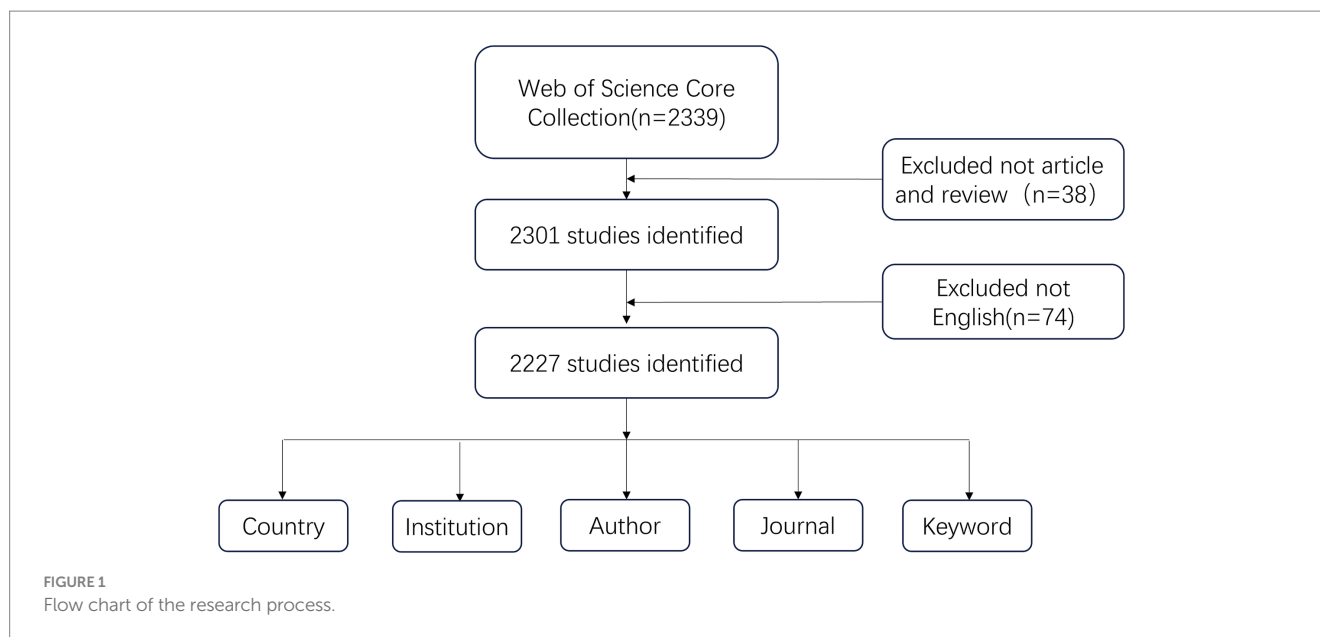 Web of Science Core
Collection(n=2339)
Excluded not article
and review（n=38）
2301 studies identified
Excluded not
English(n=74)
2227 studies identified
Country
Institution
Author
Journal
Keyword
FIGURE 1
Flow chart of the research process.